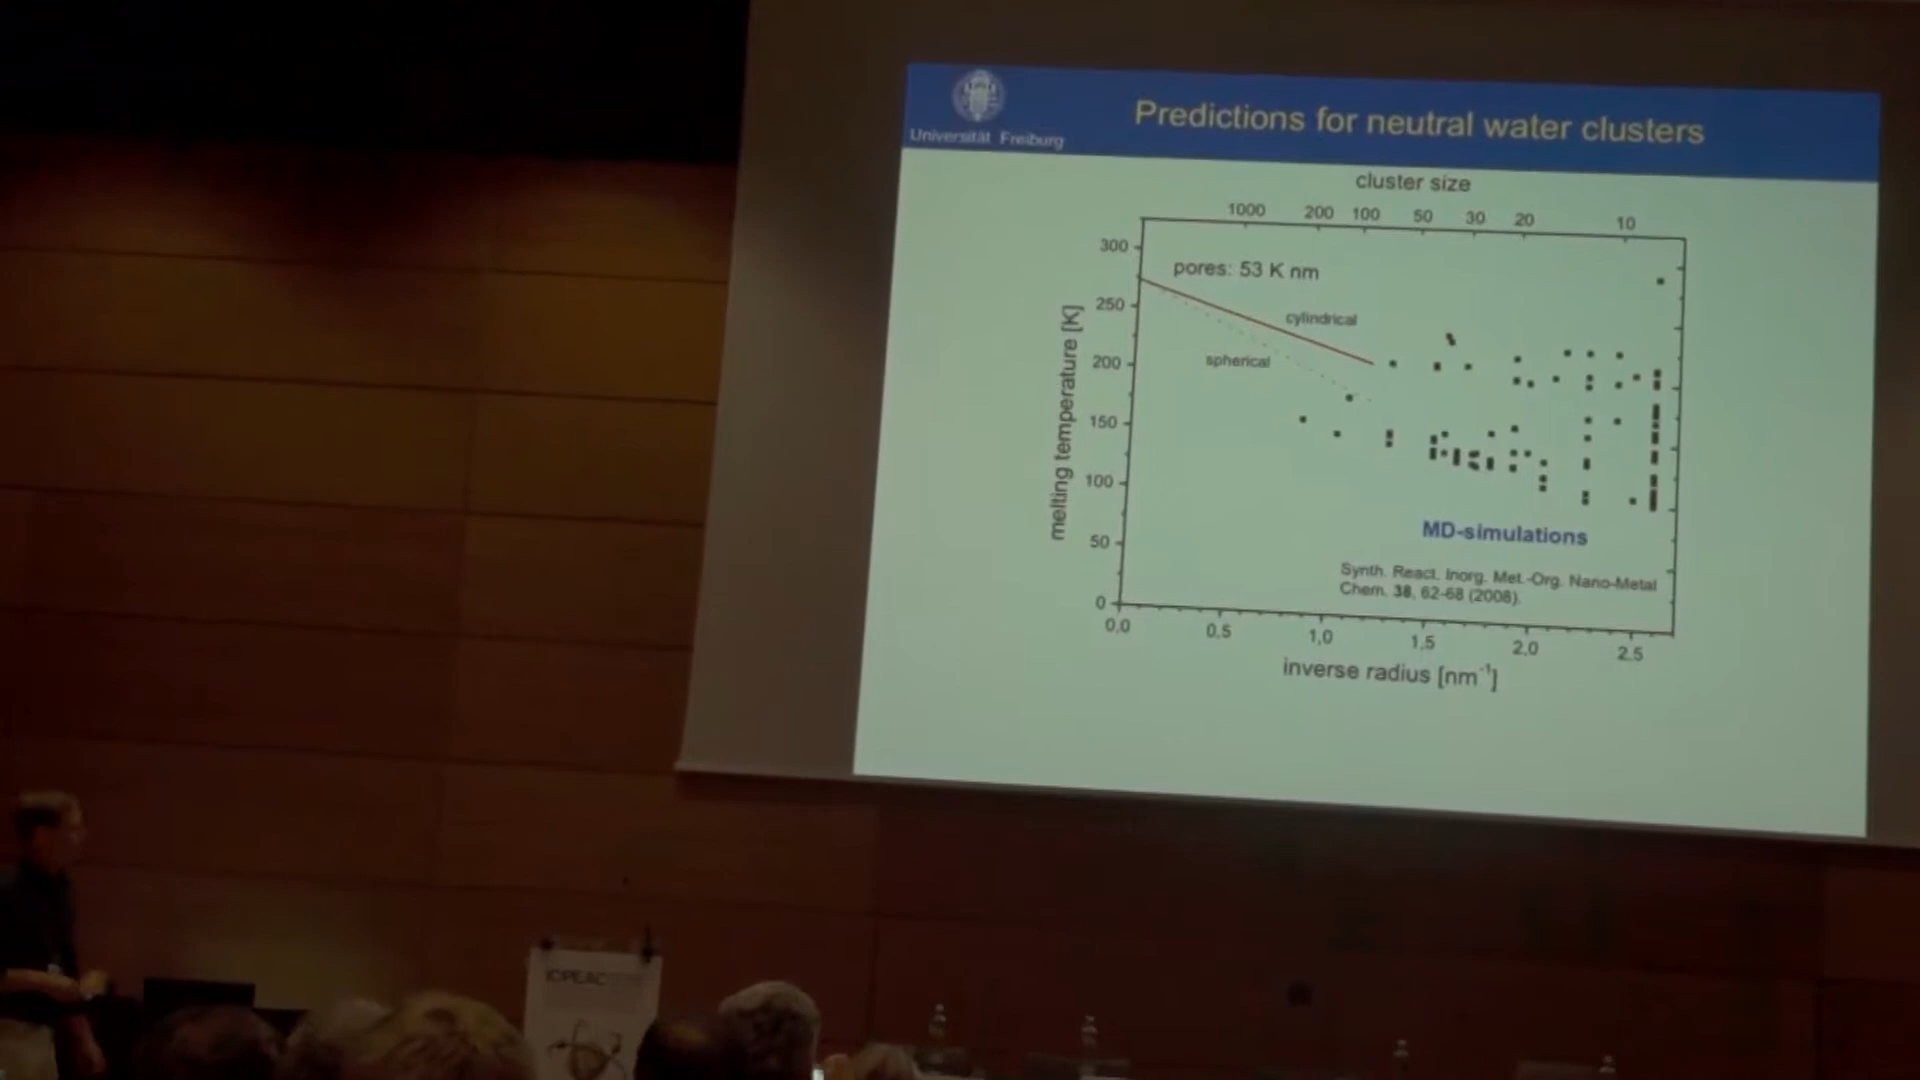 Universität Freiburg
Predictions for neutral water clusters
cluster size
1000 200 100 50 30 20 10
300
250
200
150
100
50
0
melting temperature [K]
pores: 53 K nm
cylindrical
spherical
MD-simulations
Synth. React. Inorg. Met.-Org. Nano-Metal
Chem. 38, 62-68 (2008).
0,0 0,5 1,0 1,5 2,0 2,5
inverse radius [nm⁻¹]
ICPEAC